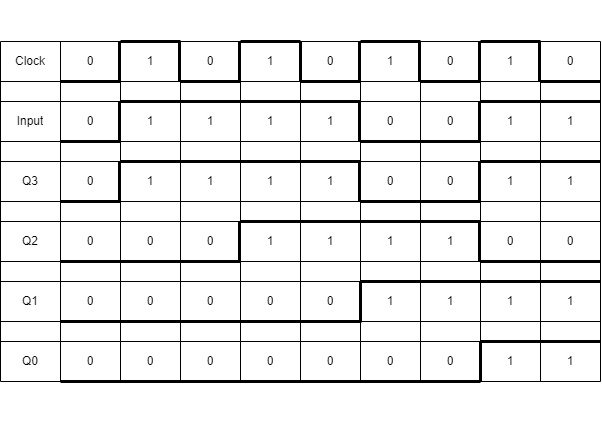 Clock 0 1 0 1 0 1 0 1 0
Input 0 1 1 1 1 0 0 1 1
Q3 0 1 1 1 1 0 0 1 1
Q2 0 0 0 1 1 1 1 0 0
Q1 0 0 0 0 0 1 1 1 1
Q0 0 0 0 0 0 0 0 1 1